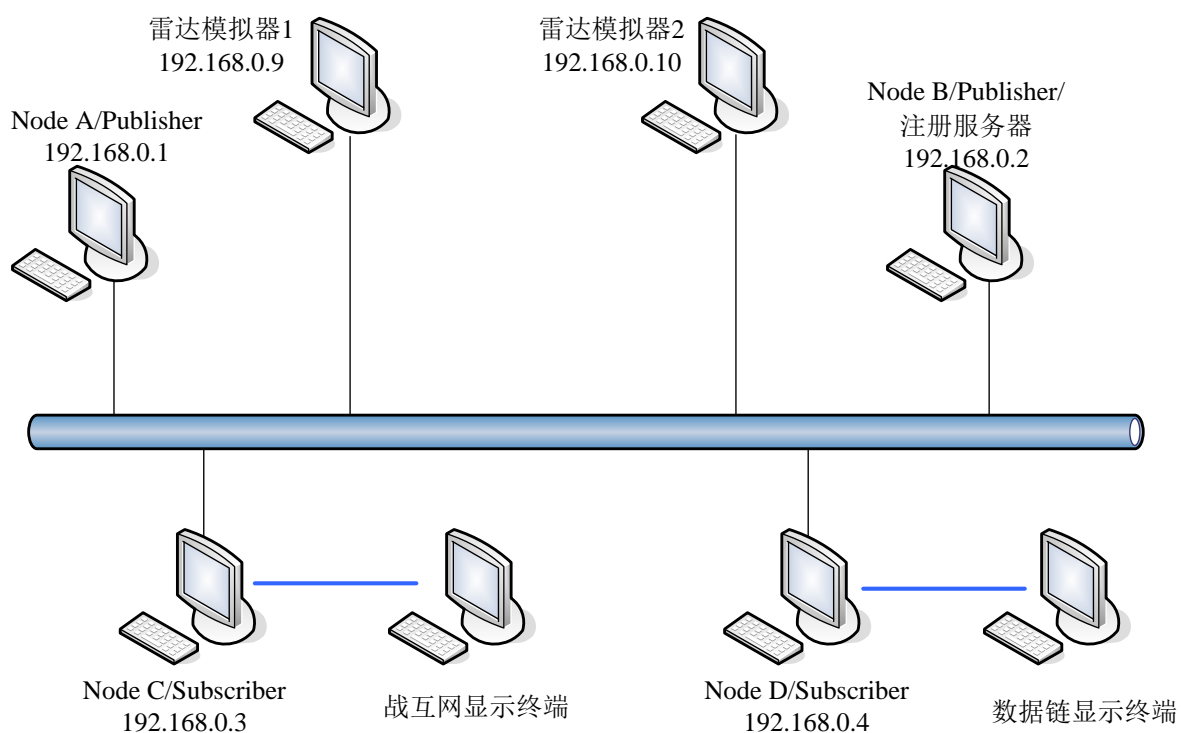 雷达模拟器1
192.168.0.9
雷达模拟器2
192.168.0.10
Node A/Publisher
192.168.0.1
Node B/Publisher/
注册服务器
192.168.0.2
Node C/Subscriber
192.168.0.3
战互网显示终端
Node D/Subscriber
192.168.0.4
数据链显示终端